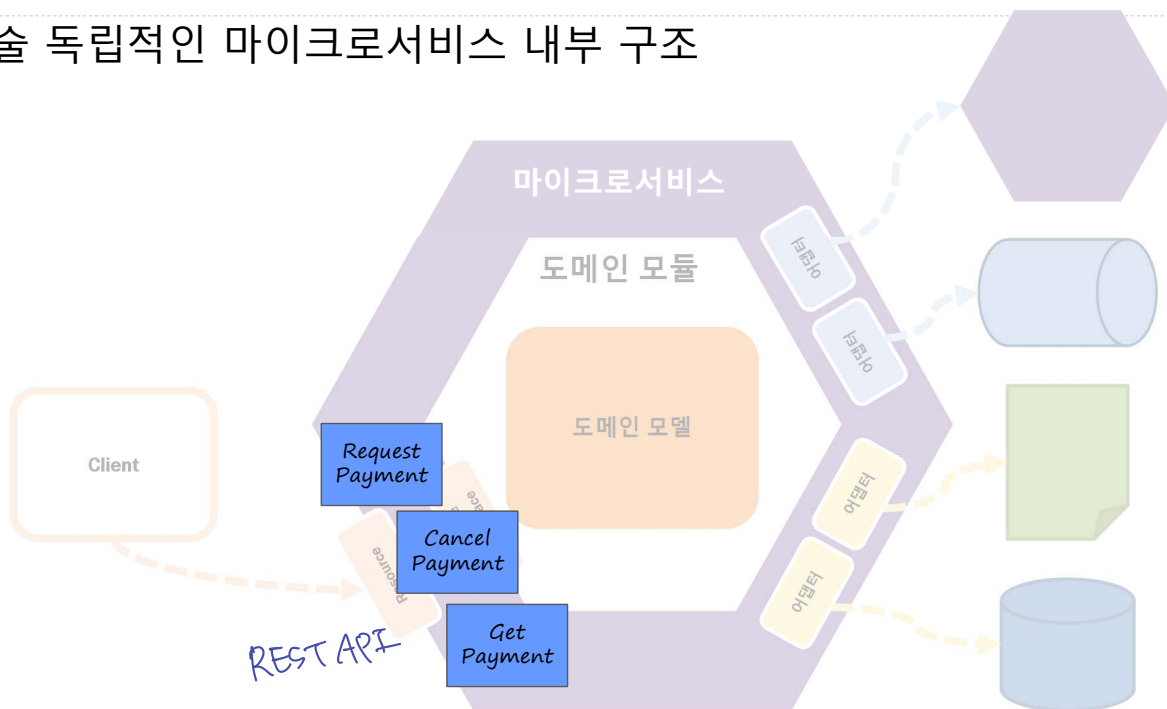 술 독립적인 마이크로서비스 내부 구조
마이크로서비스
어댑터
도메인 모듈
어댑터
도메인 모델
Client
Request
Payment
어댑터
Cancel
Payment
Resource
어댑터
Get
Payment
REST API